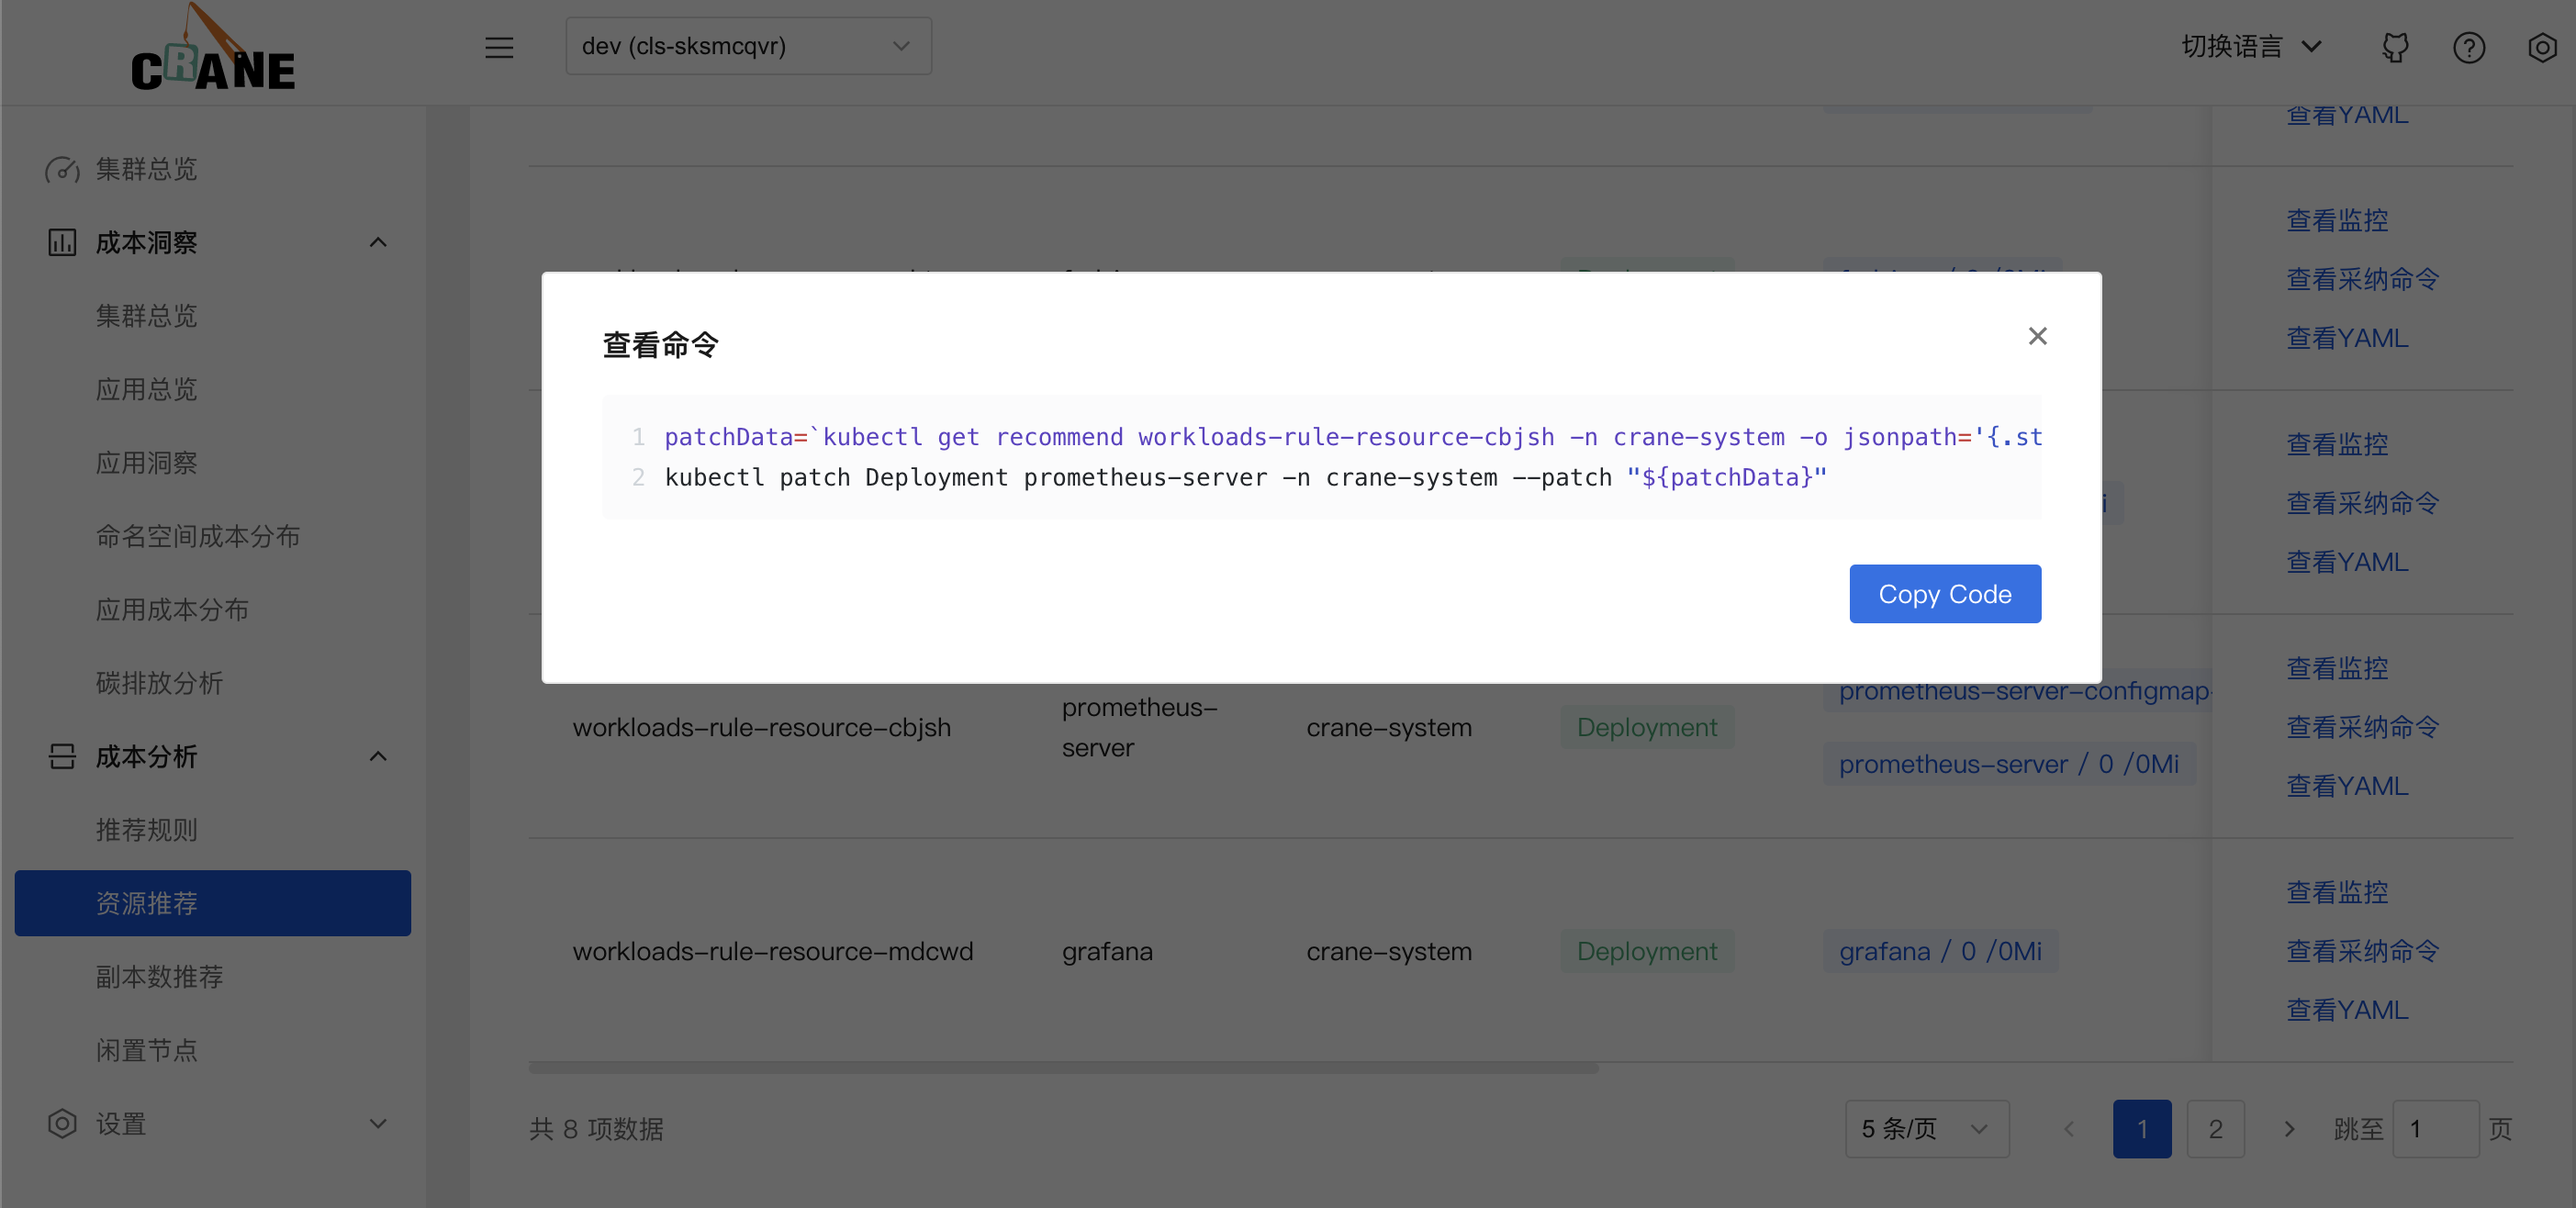 CRANE
dev (cls-sksmcqvr)
切换语言
集群总览
成本洞察
集群总览
应用总览
应用洞察
命名空间成本分布
应用成本分布
碳排放分析
成本分析
推荐规则
资源推荐
副本数推荐
闲置节点
设置
查看YAML
查看监控
查看采纳命令
查看YAML
查看监控
查看采纳命令
查看YAML
查看命令
1 patchData=`kubectl get recommend workloads-rule-resource-cbjsh -n crane-system -o jsonpath='{.st
2 kubectl patch Deployment prometheus-server -n crane-system --patch "${patchData}"
Copy Code
workloads-rule-resource-cbjsh
prometheus-
server
crane-system
Deployment
prometheus-server-configmap-
prometheus-server / 0 /0Mi
查看监控
查看采纳命令
查看YAML
workloads-rule-resource-mdcwd
grafana
crane-system
Deployment
grafana / 0 /0Mi
查看监控
查看采纳命令
查看YAML
共 8 项数据
5 条/页
1
2
跳至 1 页